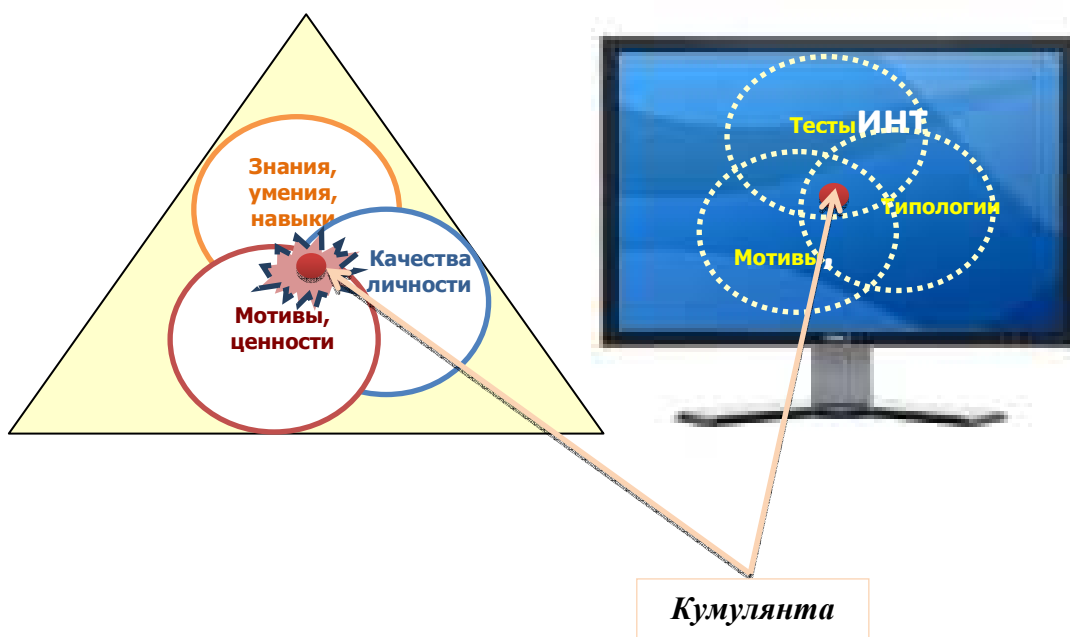 Знания,
умения,
навыки
Качества
личности
Мотивы,
ценности
Тесты ИНТ
Типологии
Мотивы,
Кумулянта